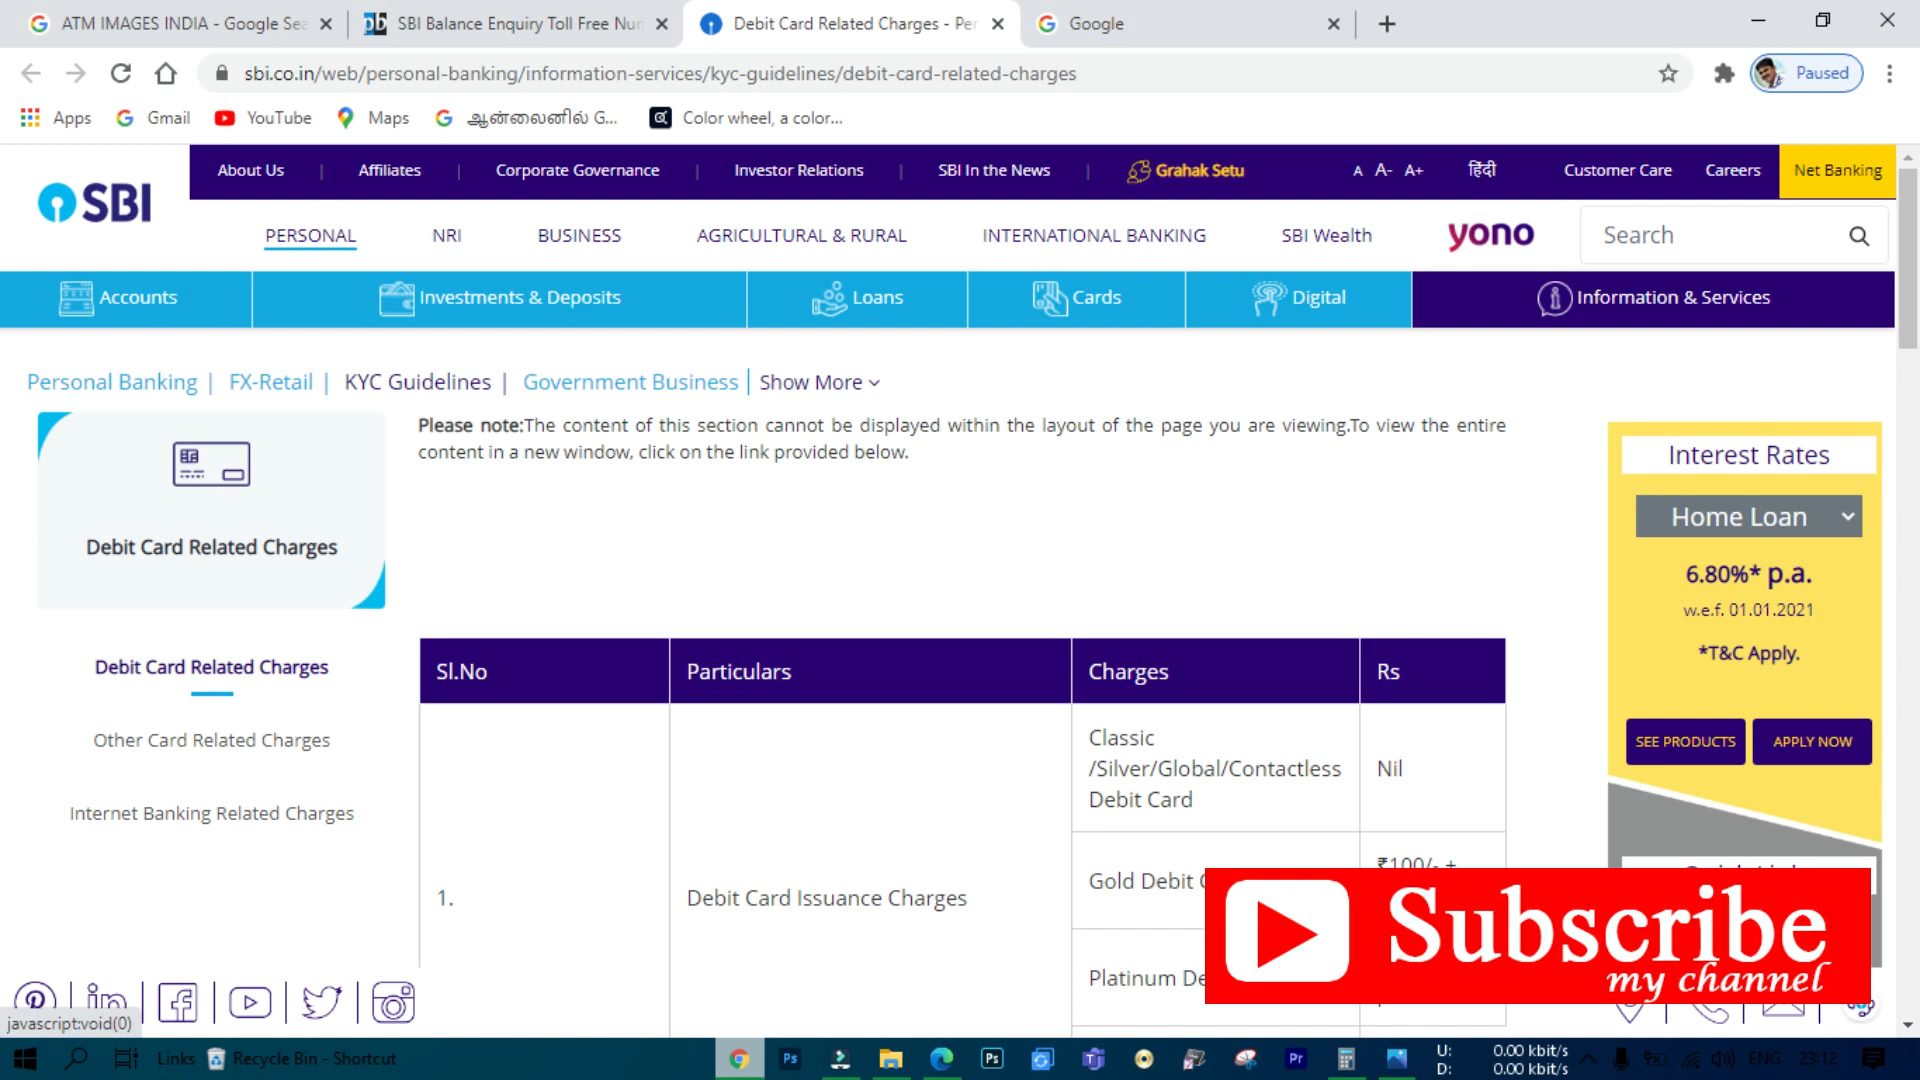 ATM IMAGES INDIA - Google Sea
SBI Balance Enquiry Toll Free Num
Debit Card Related Charges - Per
Google
sbi.co.in/web/personal-banking/information-services/kyc-guidelines/debit-card-related-charges
Paused
Apps
Gmail
YouTube
Maps
ஆன்லைனில் G...
Color wheel, a color...
SBI
About Us | Affiliates | Corporate Governance | Investor Relations | SBI In the News | Grahak Setu
A A- A+ हिंदी Customer Care Careers Net Banking
PERSONAL NRI BUSINESS AGRICULTURAL & RURAL INTERNATIONAL BANKING SBI Wealth yono Search
Accounts Investments & Deposits Loans Cards Digital Information & Services
Personal Banking | FX-Retail | KYC Guidelines | Government Business | Show More
Debit Card Related Charges
Please note:The content of this section cannot be displayed within the layout of the page you are viewing.To view the entire
content in a new window, click on the link provided below.
Interest Rates
Home Loan
6.80%* p.a.
w.e.f. 01.01.2021
*T&C Apply.
SEE PRODUCTS APPLY NOW
Debit Card Related Charges
Other Card Related Charges
Internet Banking Related Charges
Sl.No Particulars Charges Rs
1. Debit Card Issuance Charges
Classic
/Silver/Global/Contactless
Debit Card
Nil
Gold Debit
₹100/- +
Platinum
Subscribe
my channel
javascript:void(0)
Links Recycle Bin - Shortcut
U: 0.00 kbit/s
D: 0.00 kbit/s
ENG 23:12